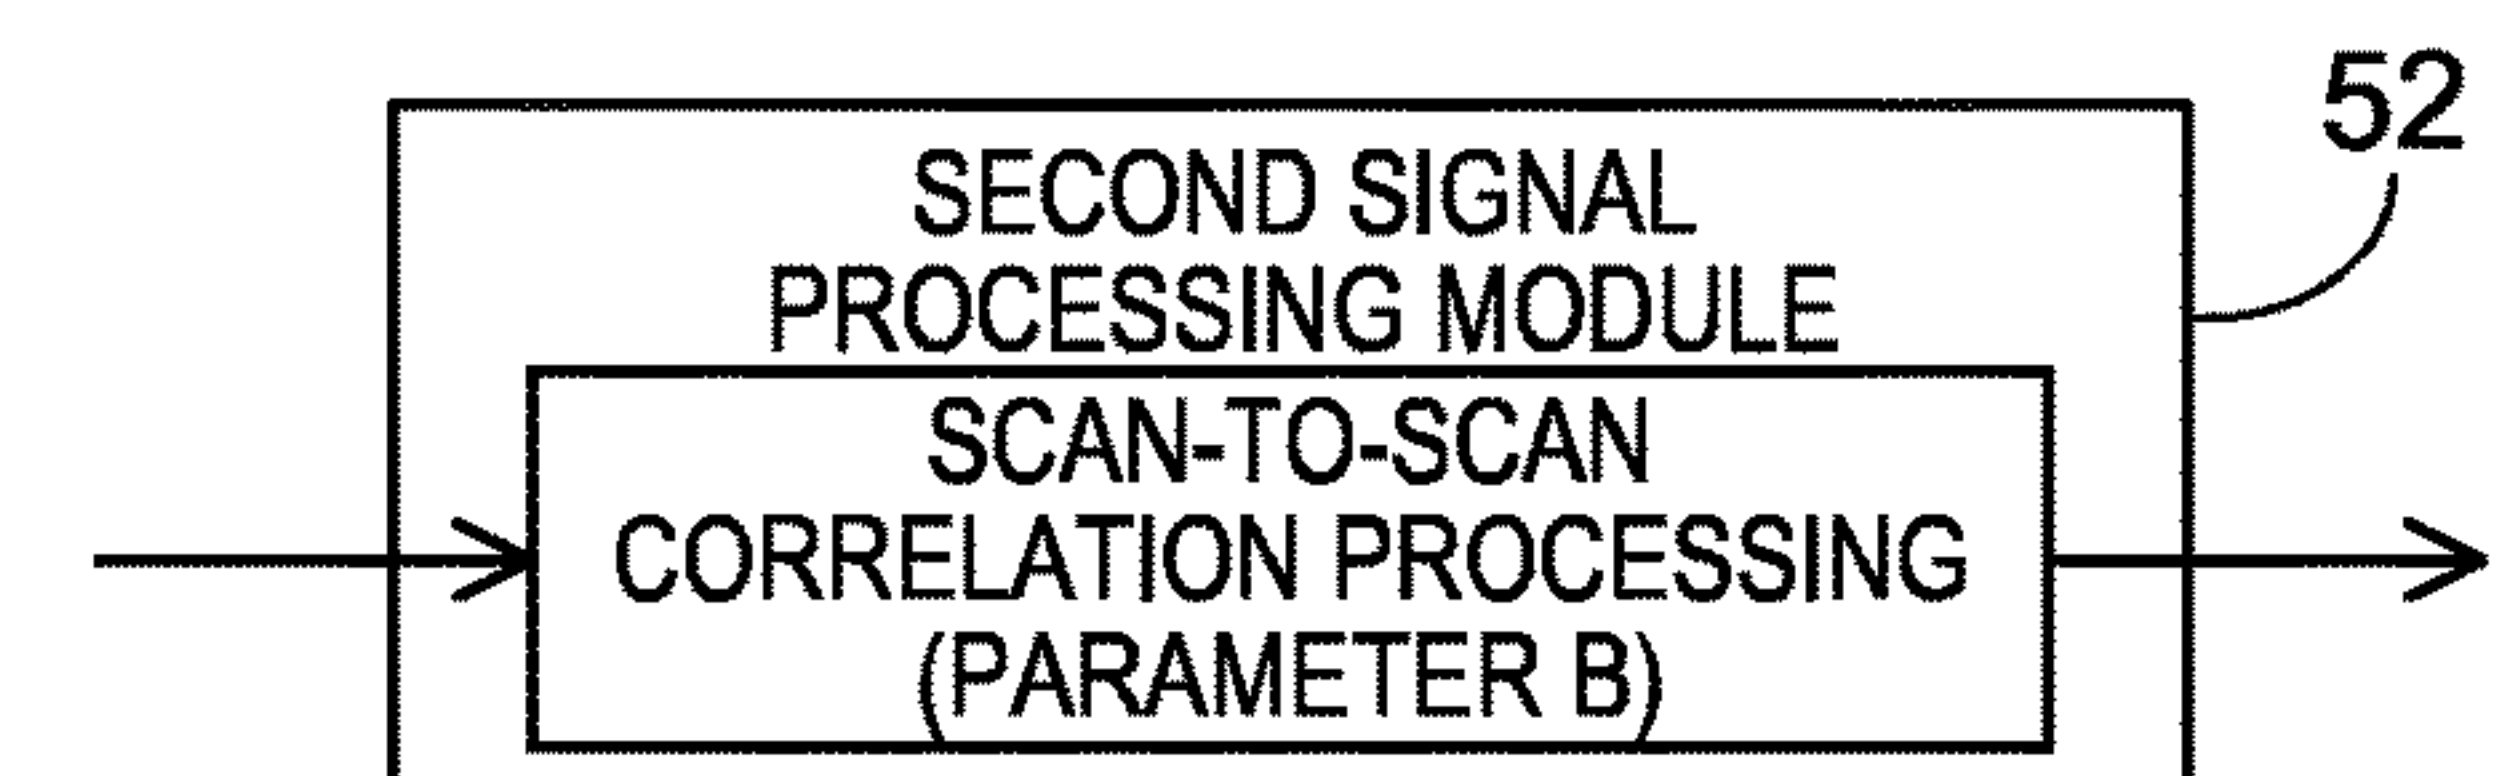 52
SECOND SIGNAL
PROCESSING MODULE
SCAN-TO-SCAN
CORRELATION PROCESSING
(PARAMETER B)